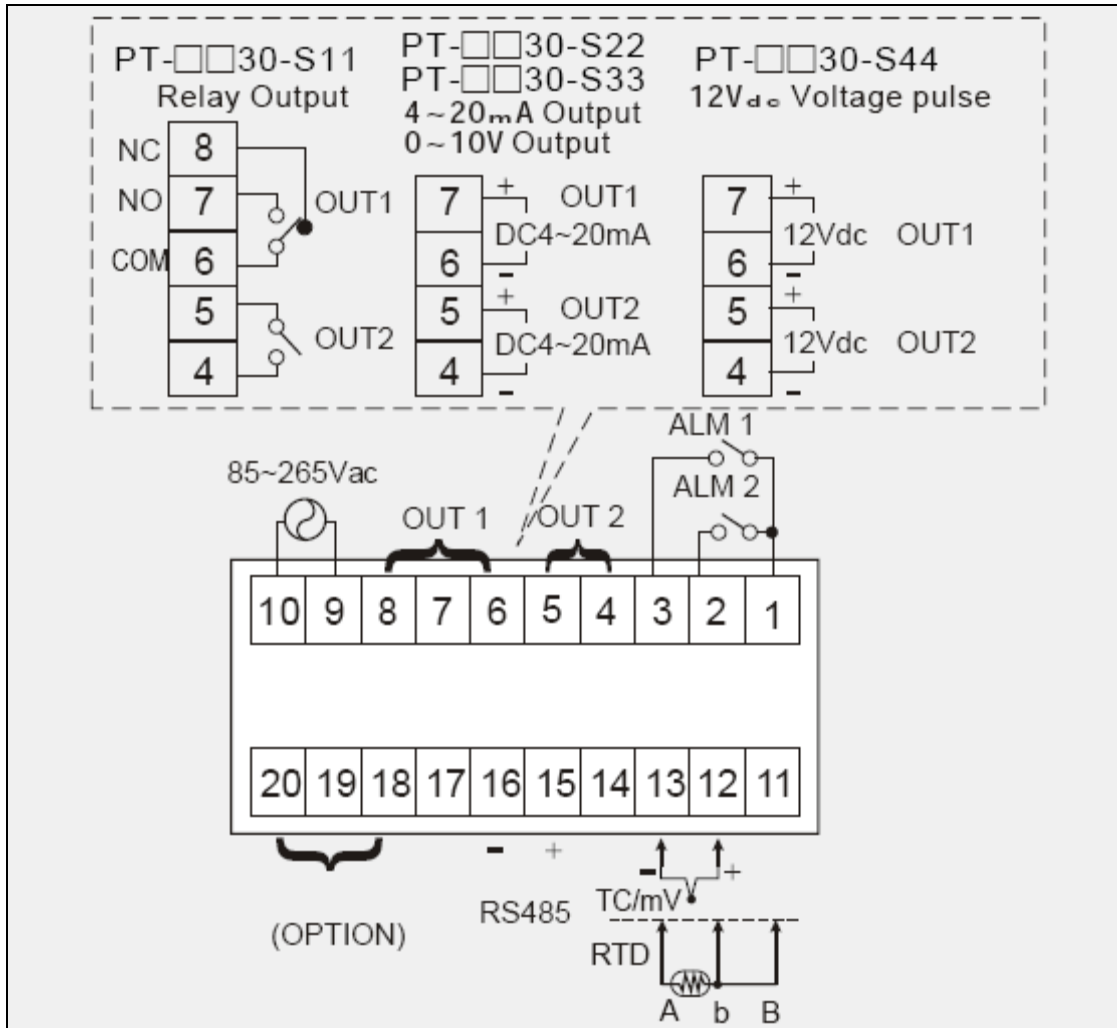 PT-□□30-S11
Relay Output
NC 8
NO 7
COM 6
OUT1
5
4
OUT2
PT-□□30-S22
PT-□□30-S33
4~20mA Output
0~10V Output
7 + OUT1
DC4~20mA
6 -
5 + OUT2
DC4~20mA
4 -
PT-□□30-S44
12Vdc Voltage pulse
7 +
12Vdc OUT1
6 -
5 +
12Vdc OUT2
4 -
85~265Vac
OUT 1
OUT 2
ALM 1
ALM 2
10 9 8 7 6 5 4 3 2 1
20 19 18 17 16 15 14 13 12 11
(OPTION)
- +
RS485
- +
TC/mV
RTD
A b B